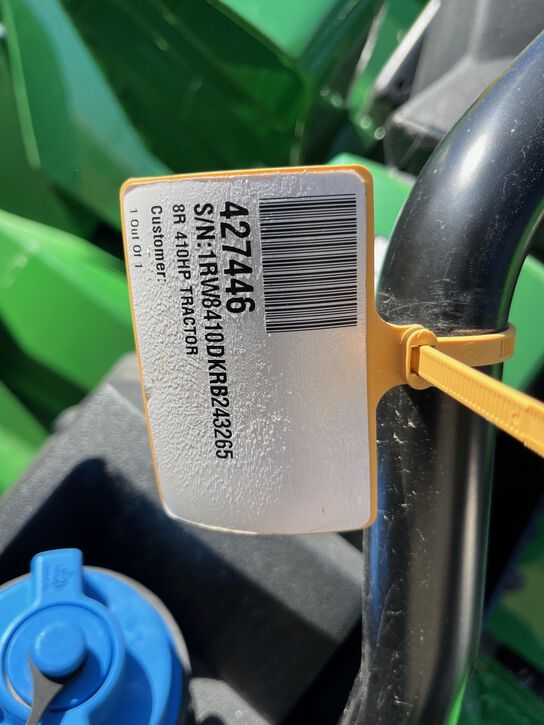 427446
S/N:1RW8410DKRB243265
8R 410HP TRACTOR
Customer:
1 Out Of 1